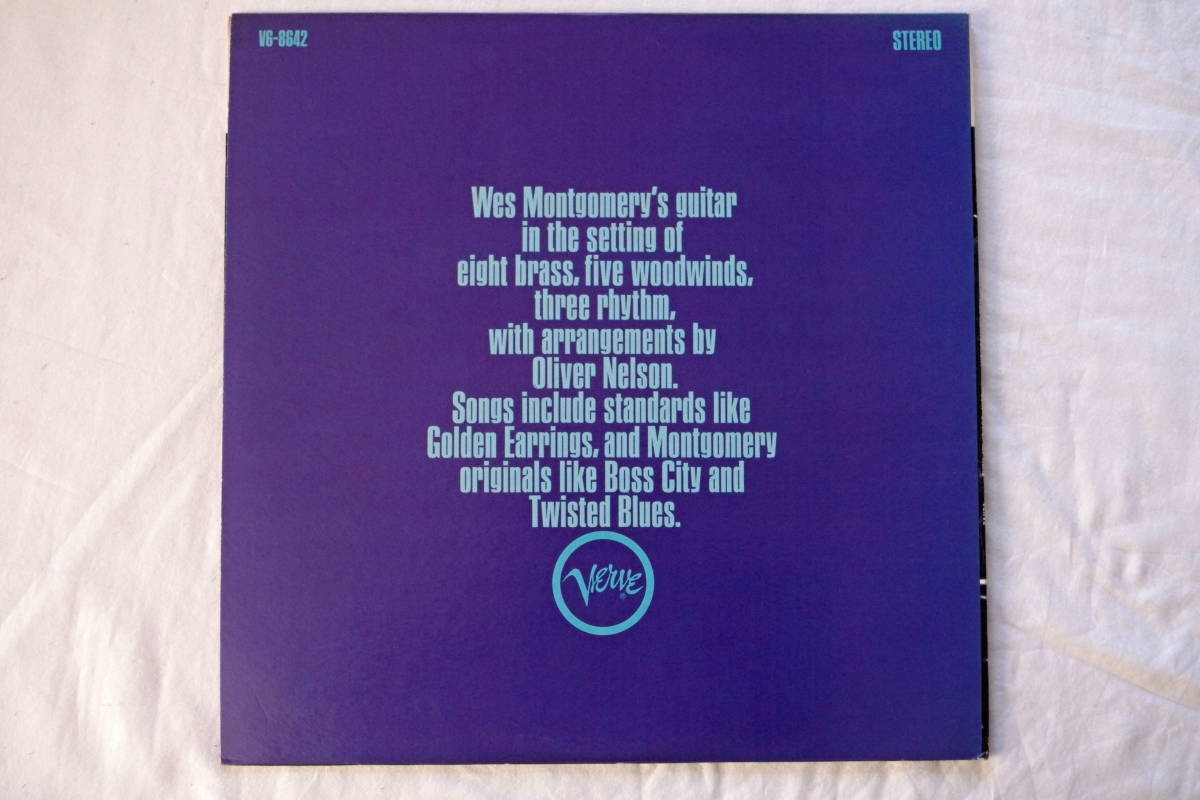 V6-8642
STEREO
Wes Montgomery's guitar
in the setting of
eight brass, five woodwinds,
three rhythm,
with arrangements by
Oliver Nelson.
Songs include standards like
Golden Earrings, and Montgomery
originals like Boss City and
Twisted Blues.
Verve
®